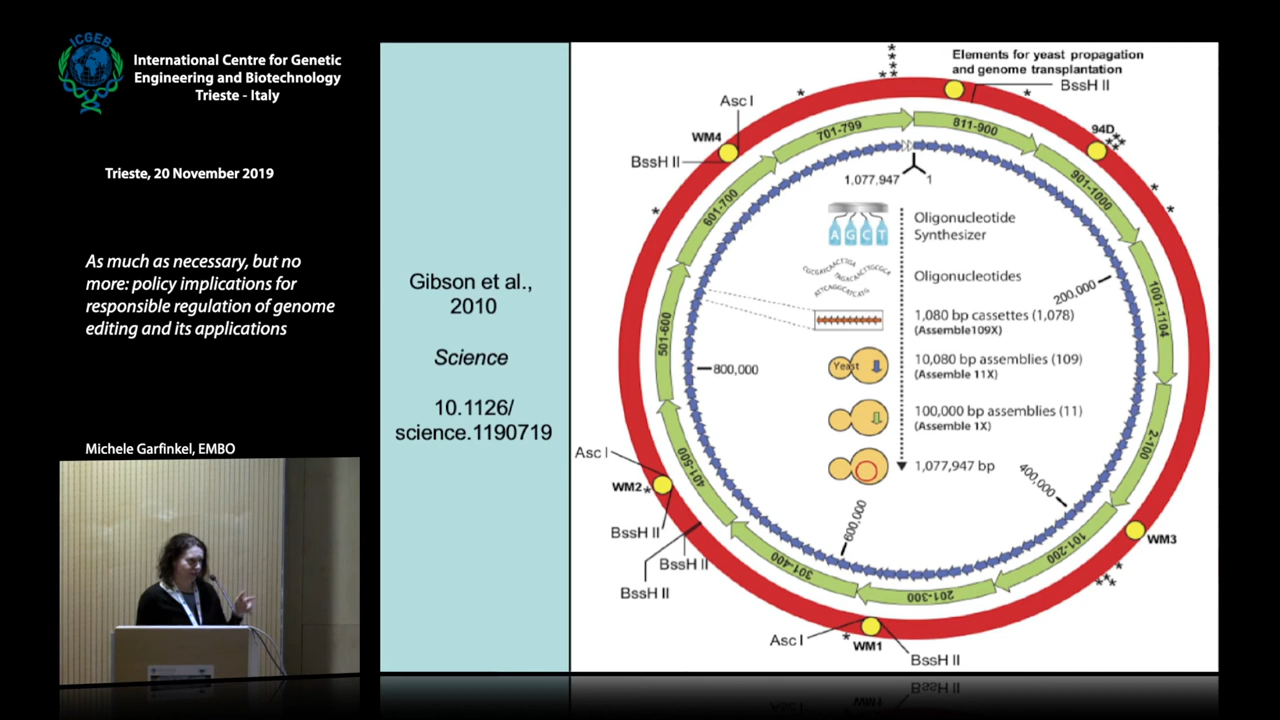 ICGEB
International Centre for Genetic
Engineering and Biotechnology
Trieste - Italy
Trieste, 20 November 2019
As much as necessary, but no
more: policy implications for
responsible regulation of genome
editing and its applications
Michele Garfinkel, EMBO
Gibson et al.,
2010
Science
10.1126/
science.1190719
Elements for yeast propagation
and genome transplantation
BssH II
Asc I
WM4
BssH II
94D
701-799
811-900
601-700
901-1000
1,077,947
1
Oligonucleotide
Synthesizer
A G C T
Oligonucleotides
CGCGATCAACTTGA
TAGACAACTTGCGCA
ATTCAGGCATCATG
200,000
1001-1104
1,080 bp cassettes (1,078)
(Assemble109X)
501-600
800,000
Yeast
10,080 bp assemblies (109)
(Assemble 11X)
100,000 bp assemblies (11)
(Assemble 1X)
1,077,947 bp
2-100
400,000
Asc I
401-500
WM2
BssH II
600,000
BssH II
BssH II
301-400
201-300
101-200
WM3
Asc I
WM1
BssH II